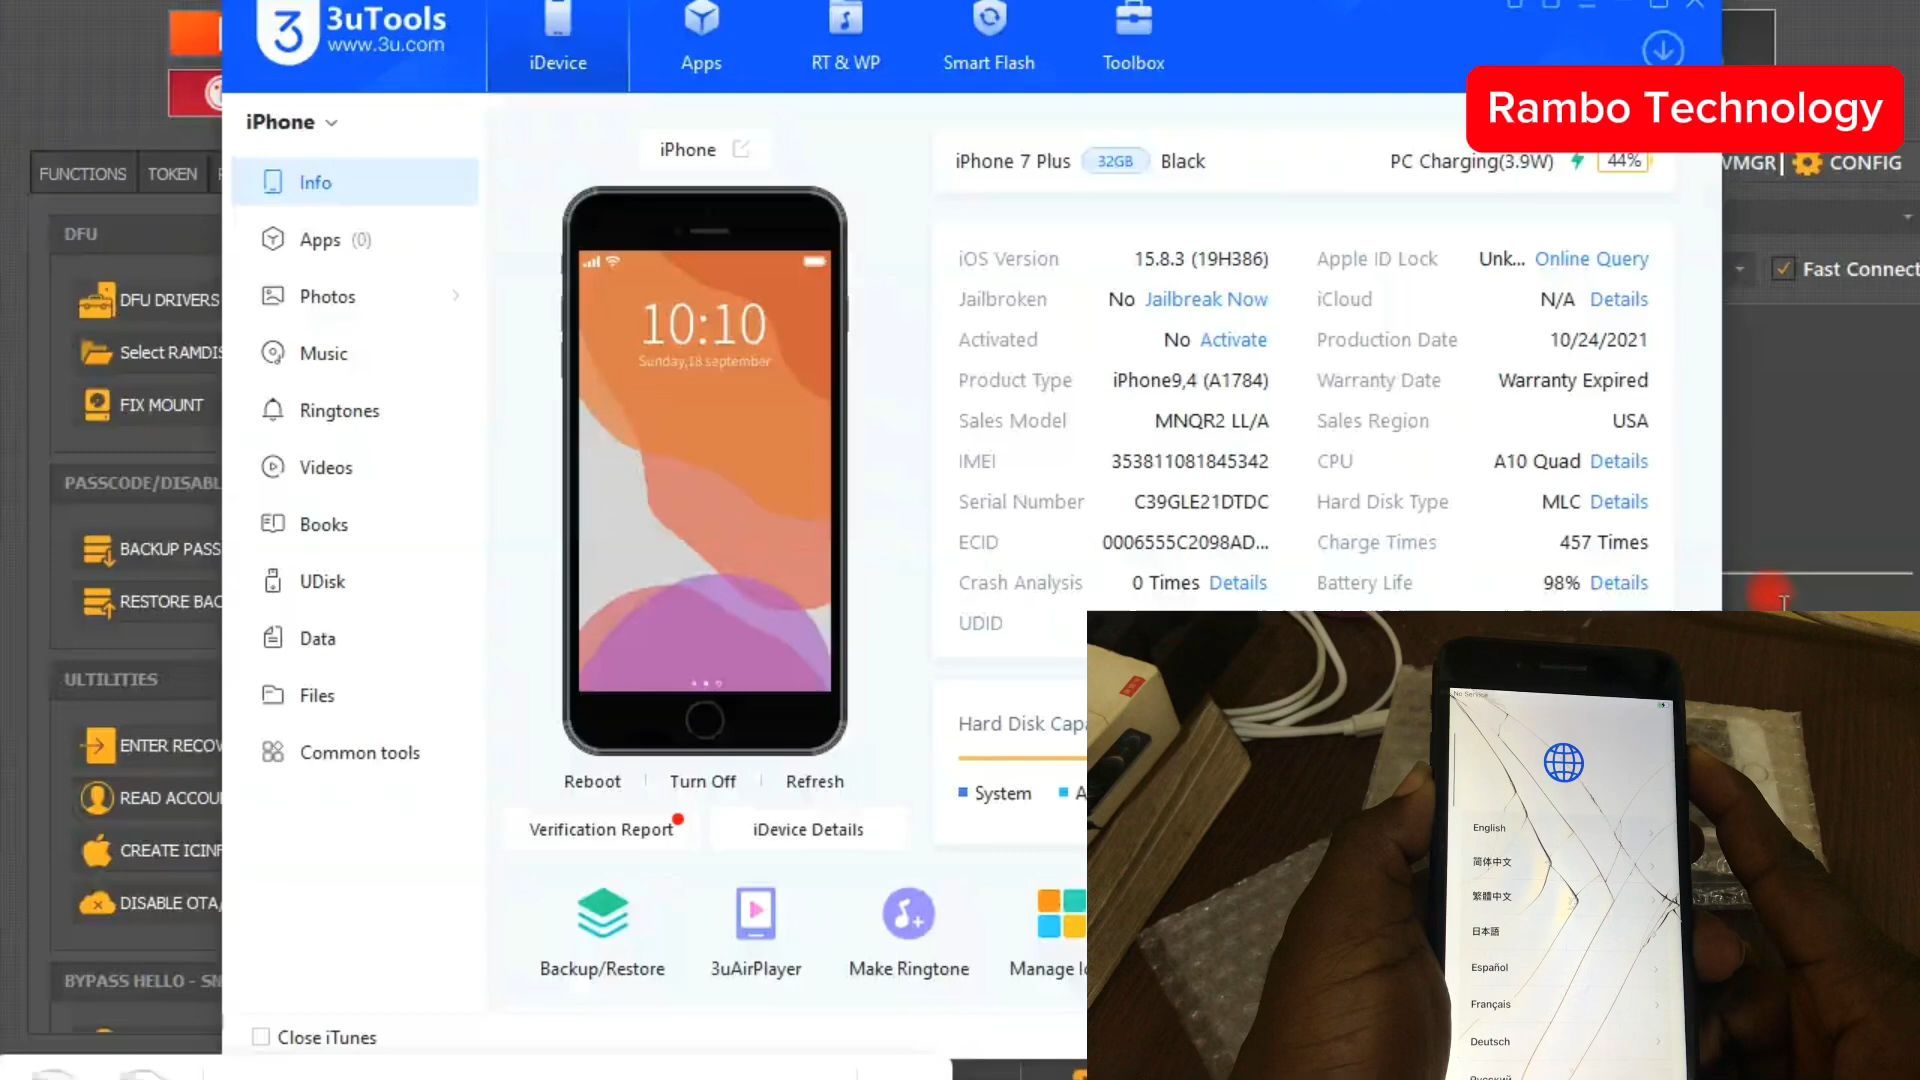 3uTools
www.3u.com
iDevice
Apps
RT & WP
Smart Flash
Toolbox
Rambo Technology
iPhone
Info
Apps (0)
Photos
Music
Ringtones
Videos
Books
UDisk
Data
Files
Common tools
Close iTunes
iPhone
10:10
Sunday,18 september
Reboot
Turn Off
Refresh
Verification Report
iDevice Details
Backup/Restore
3uAirPlayer
Make Ringtone
Manage
iPhone 7 Plus 32GB Black
PC Charging(3.9W) 44%
iOS Version 15.8.3 (19H386)
Apple ID Lock Unk... Online Query
Jailbroken No Jailbreak Now
iCloud N/A Details
Activated No Activate
Production Date 10/24/2021
Product Type iPhone9,4 (A1784)
Warranty Date Warranty Expired
Sales Model MNQR2 LL/A
Sales Region USA
IMEI 353811081845342
CPU A10 Quad Details
Serial Number C39GLE21DTDC
Hard Disk Type MLC Details
ECID 0006555C2098AD...
Charge Times 457 Times
Crash Analysis 0 Times Details
Battery Life 98% Details
UDID
Hard Disk Capa
System
A
FUNCTIONS
TOKEN
DFU
DFU DRIVERS
Select RAMDIS
FIX MOUNT
PASSCODE/DISABL
BACKUP PASS
RESTORE BAC
ULTILITIES
ENTER RECOV
READ ACCOU
CREATE ICINF
DISABLE OTA/
BYPASS HELLO - SN
VMGR
CONFIG
Fast Connect
No Service
English
简体中文
繁體中文
日本語
Español
Français
Deutsch
Русский